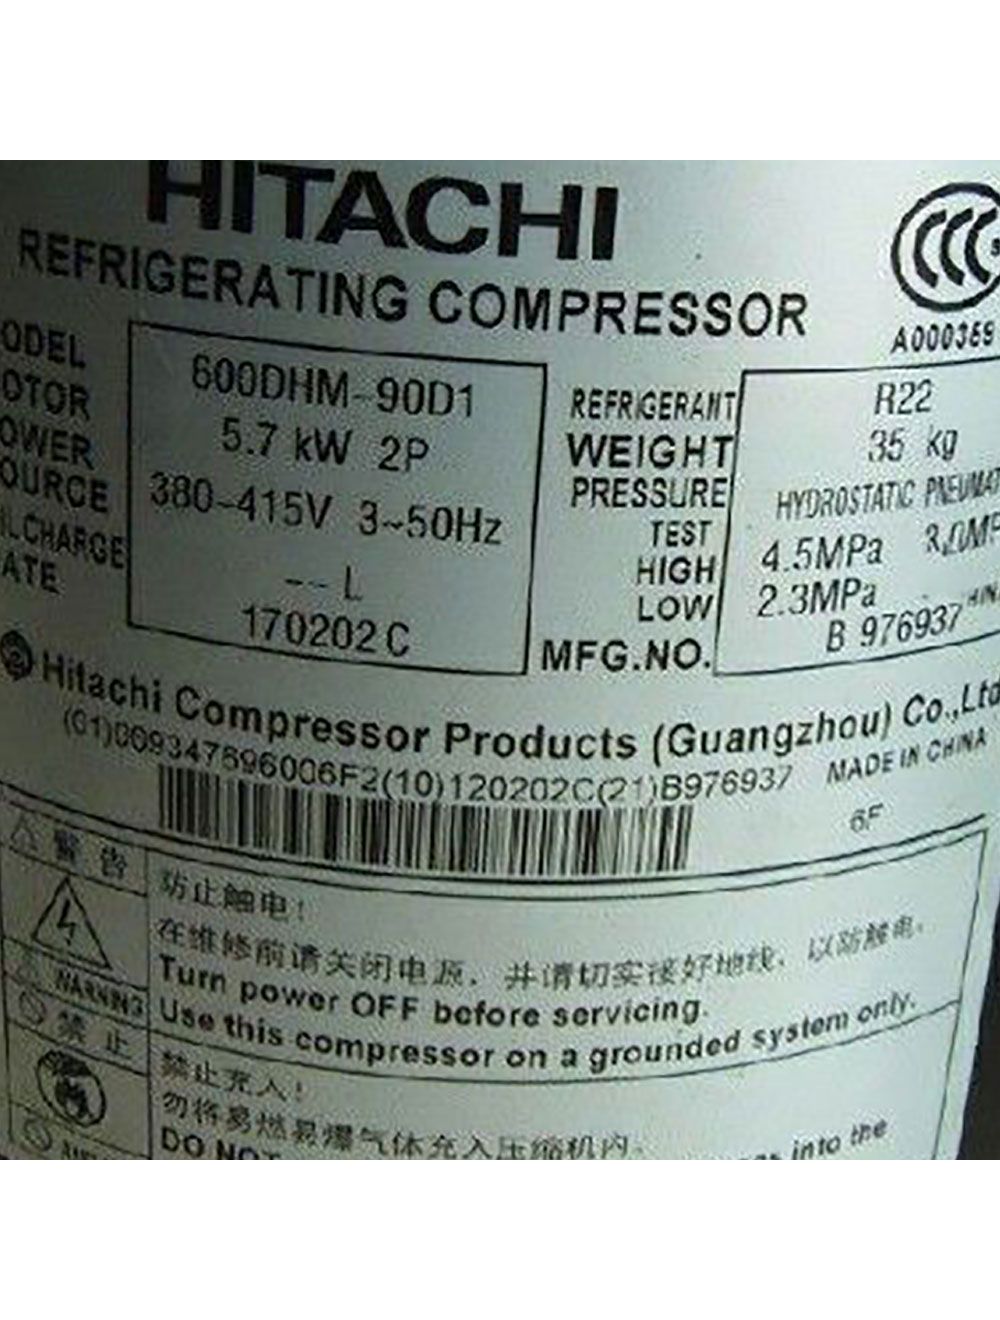 HITACHI
REFRIGERATING COMPRESSOR
A000359
ODEL 600DHM-90D1
OTOR 5.7 kW 2P
OWER
OURCE 380~415V 3~50Hz
L CHARGE -- L
ATE 170202C
REFRIGERANT R22
WEIGHT 35 kg
PRESSURE HYDROSTATIC PNEUMAT
TEST
HIGH 4.5MPa
LOW 2.3MPa
MFG.NO. B 976937
Hitachi Compressor Products (Guangzhou) Co.,Ltd
MADE IN CHINA
(10)120202C(21)B976937
6F
警告
防止触电!
在维修前请关闭电源, 并请切实接好地线, 以防触电.
Turn power OFF before servicing.
WARNING
Use this compressor on a grounded system only.
禁止
禁止充入!
勿将易燃易爆气体充入压缩机内.
DO NOT
into the